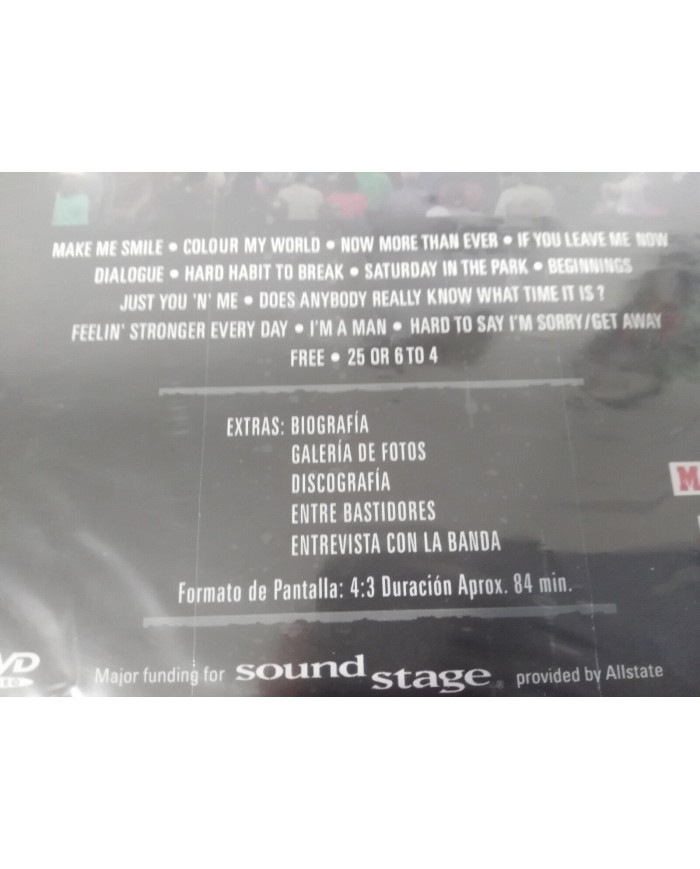 MAKE ME SMILE • COLOUR MY WORLD • NOW MORE THAN EVER • IF YOU LEAVE ME NOW
DIALOGUE • HARD HABIT TO BREAK • SATURDAY IN THE PARK • BEGINNINGS
JUST YOU 'N' ME • DOES ANYBODY REALLY KNOW WHAT TIME IT IS ?
FEELIN' STRONGER EVERY DAY • I'M A MAN • HARD TO SAY I'M SORRY/GET AWAY
FREE • 25 OR 6 TO 4
EXTRAS: BIOGRAFÍA
GALERÍA DE FOTOS
DISCOGRAFÍA
ENTRE BASTIDORES
ENTREVISTA CON LA BANDA
Formato de Pantalla: 4:3 Duración Aprox. 84 min.
Major funding for sound stage® provided by Allstate